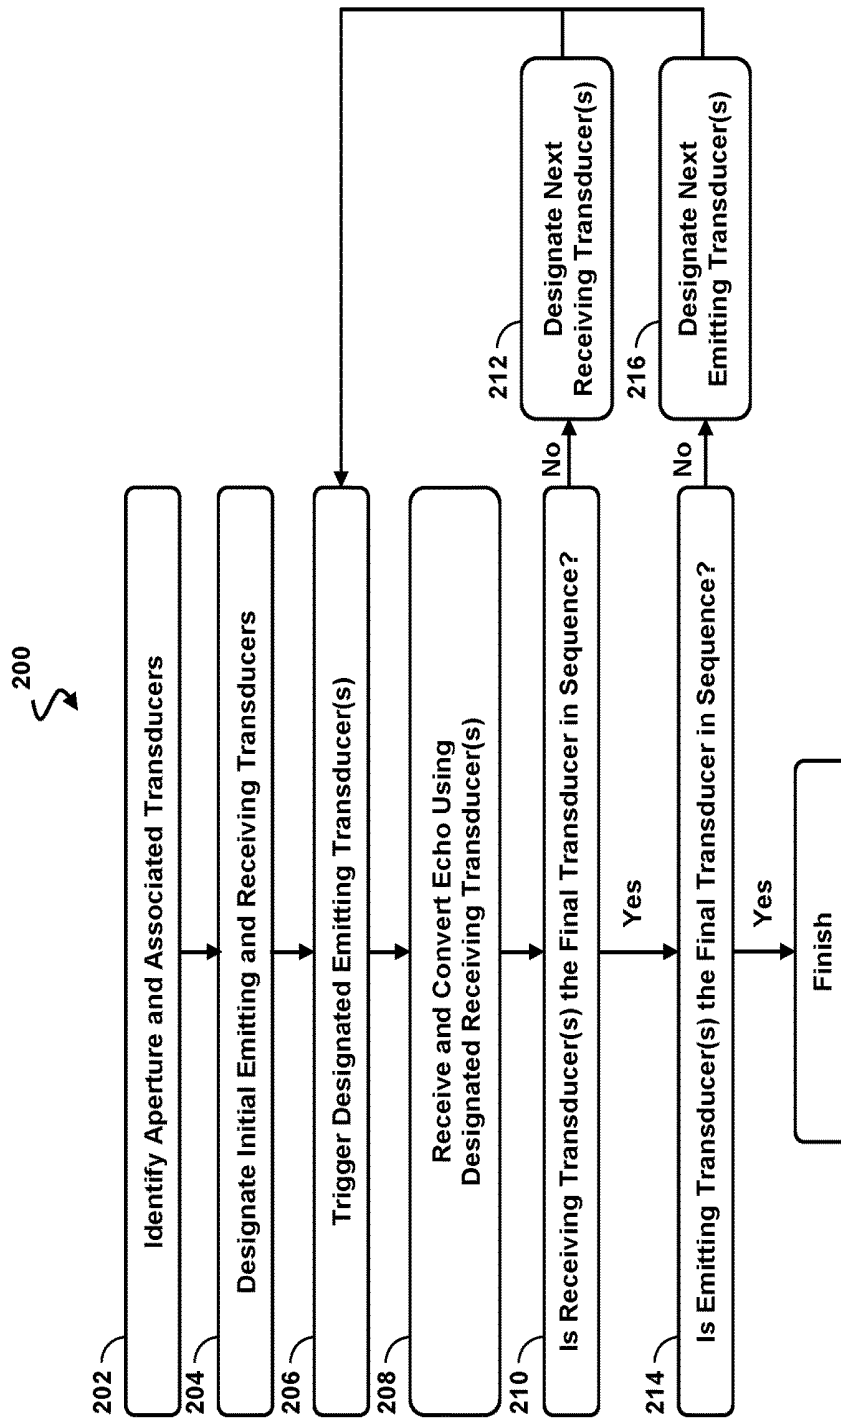 200
202
Identify Aperture and Associated Transducers
204
Designate Initial Emitting and Receiving Transducers
206
Trigger Designated Emitting Transducer(s)
208
Receive and Convert Echo Using
Designated Receiving Transducer(s)
210
Is Receiving Transducer(s) the Final Transducer in Sequence?
No
212
Designate Next
Receiving Transducer(s)
Yes
214
Is Emitting Transducer(s) the Final Transducer in Sequence?
No
216
Designate Next
Emitting Transducer(s)
Yes
Finish